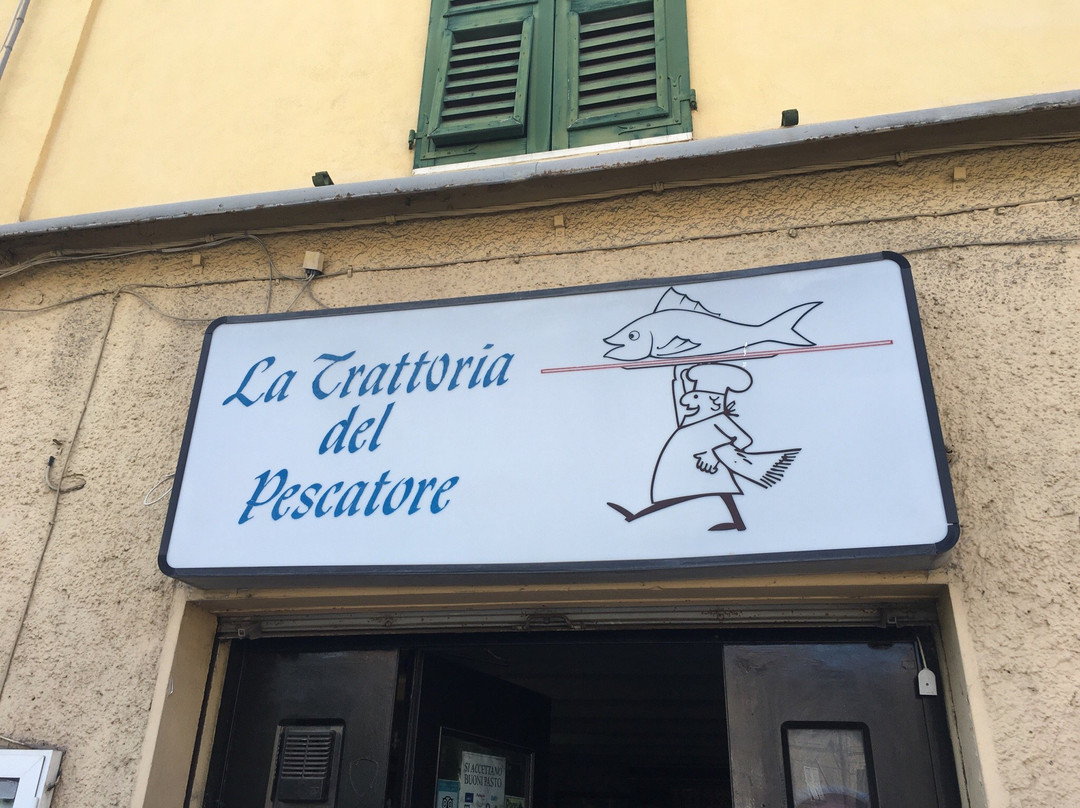 La Trattoria
del
Pescatore
SI ACCETTANO
BUONI PASTO